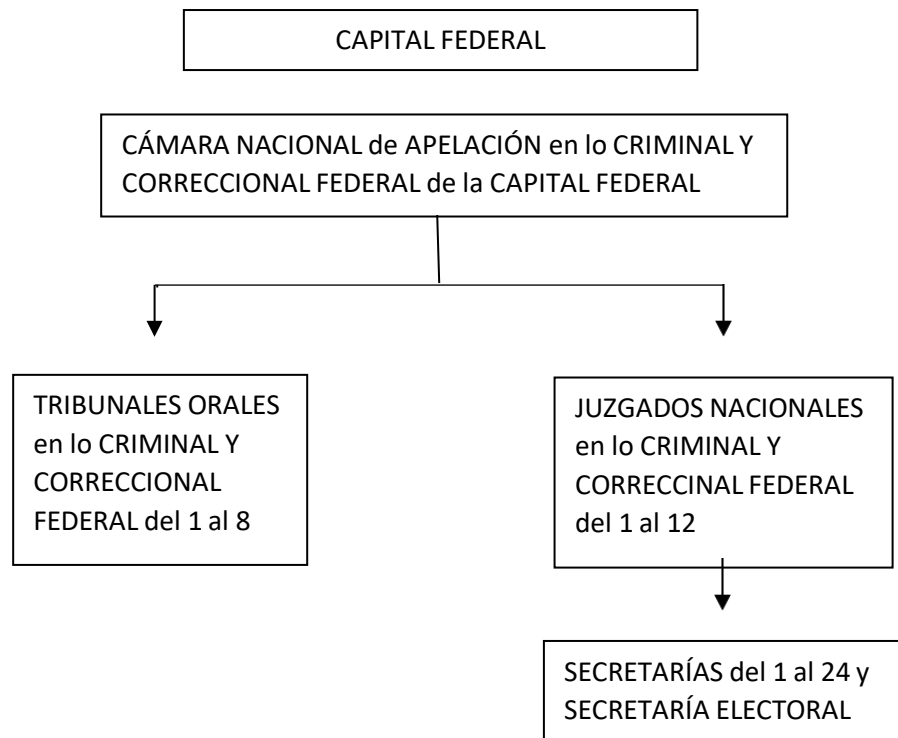 CAPITAL FEDERAL
CÁMARA NACIONAL de APELACIÓN en lo CRIMINAL Y
CORRECCIONAL FEDERAL de la CAPITAL FEDERAL
TRIBUNALES ORALES
en lo CRIMINAL Y
CORRECCIONAL
FEDERAL del 1 al 8
JUZGADOS NACIONALES
en lo CRIMINAL Y
CORRECCINAL FEDERAL
del 1 al 12
SECRETARÍAS del 1 al 24 y
SECRETARÍA ELECTORAL